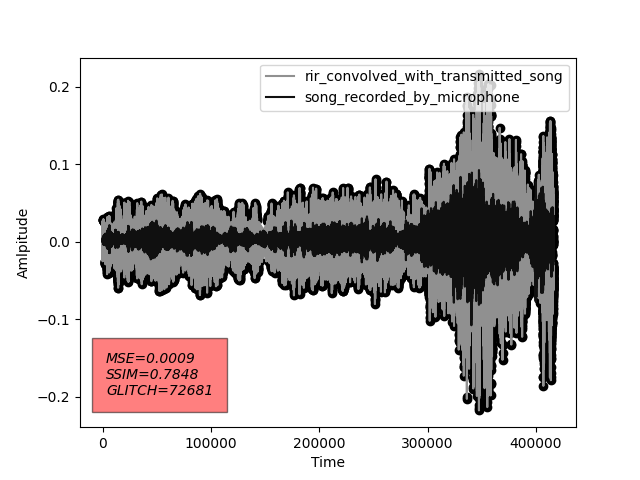 rir_convolved_with_transmitted_song
song_recorded_by_microphone
0.2
0.1
0.0
−0.1
−0.2
Amlpitude
MSE=0.0009
SSIM=0.7848
GLITCH=72681
0 100000 200000 300000 400000
Time